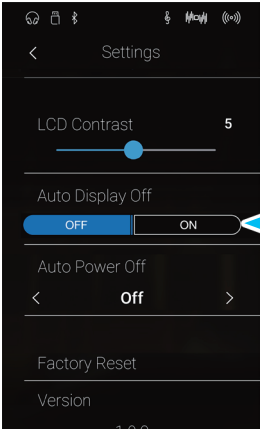 Settings
LCD Contrast 5
Auto Display Off
OFF ON
Auto Power Off
< Off >
Factory Reset
Version